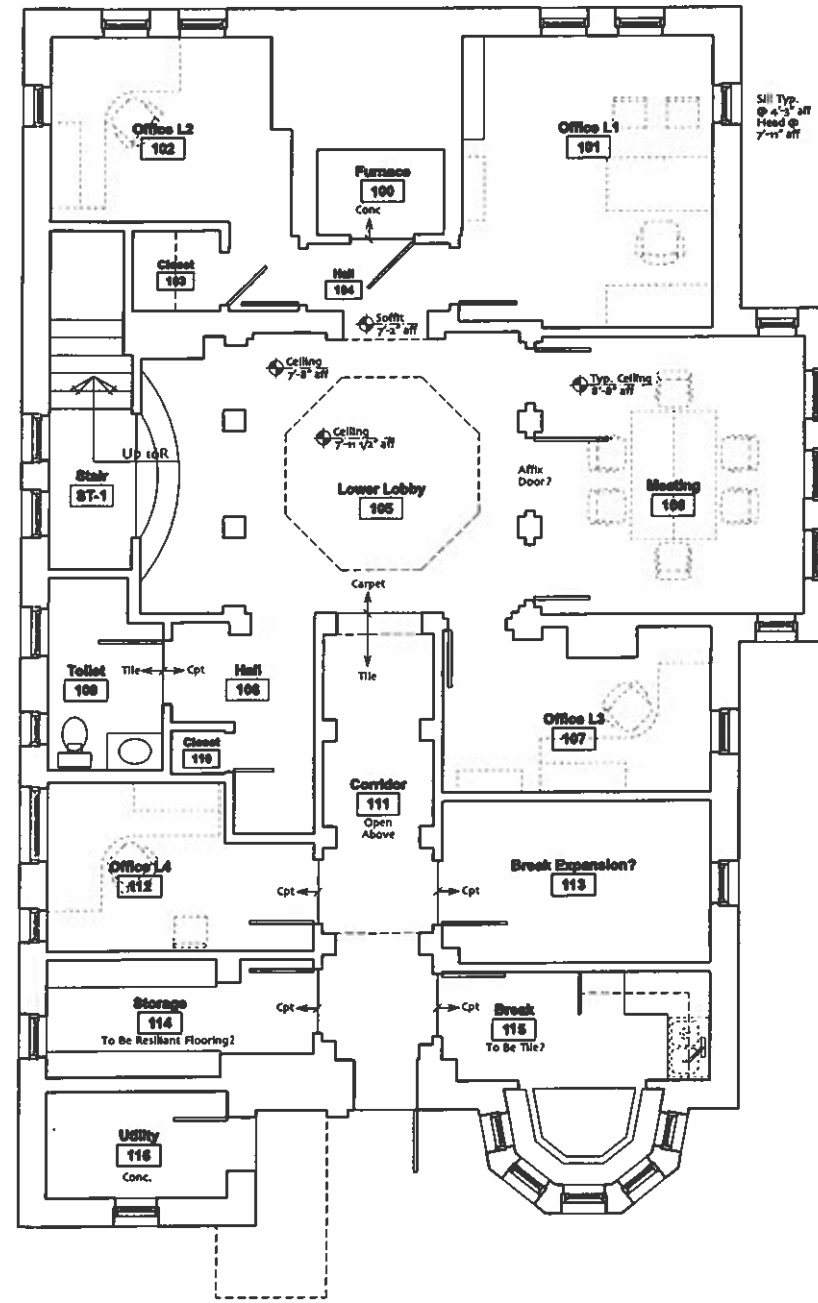 Office L2
102
Office L1
101
Sill Typ.
@ 4'-3" aff
Head @
7'-11" aff
Furnace
100
Conc
Closet
103
Hall
104
Soffit
7'-2" aff
Ceiling
7'-8" aff
Typ. Ceiling
8'-8" aff
Ceiling
7'-11 1/2" aff
Up 10R
Stair
ST-1
Lower Lobby
105
Affix
Door?
Meeting
Carpet
Tile
Toilet
109
Tile
Cpt
Hall
Office L3
107
Closet
110
Corridor
111
Open
Above
Office L4
112
Cpt
Cpt
Break Expansion?
113
Storage
114
To Be Resiliant Flooring?
Cpt
Cpt
Break
115
To Be Tile?
Utility
116
Conc.